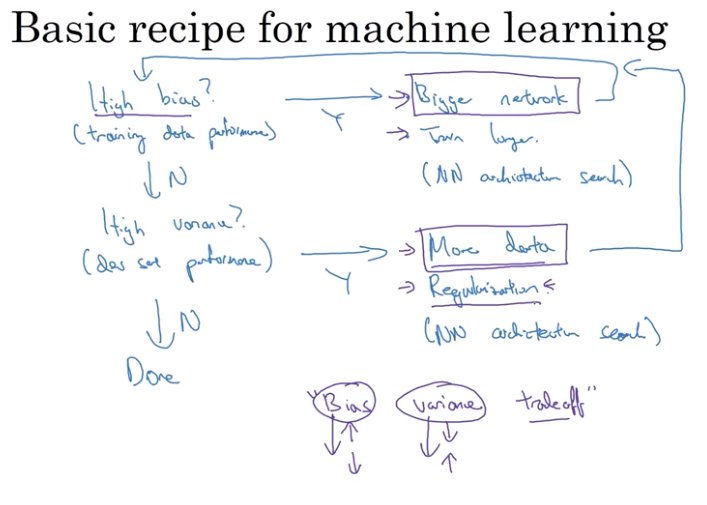 Basic recipe for machine learning
High bias?
Y
Bigger network
(training data performance)
Train longer.
N
(NN architecture search)
High variance?
(dev set performance)
Y
More data
Regularization
N
(NN architecture search)
Done
"Bias variance tradeoff"